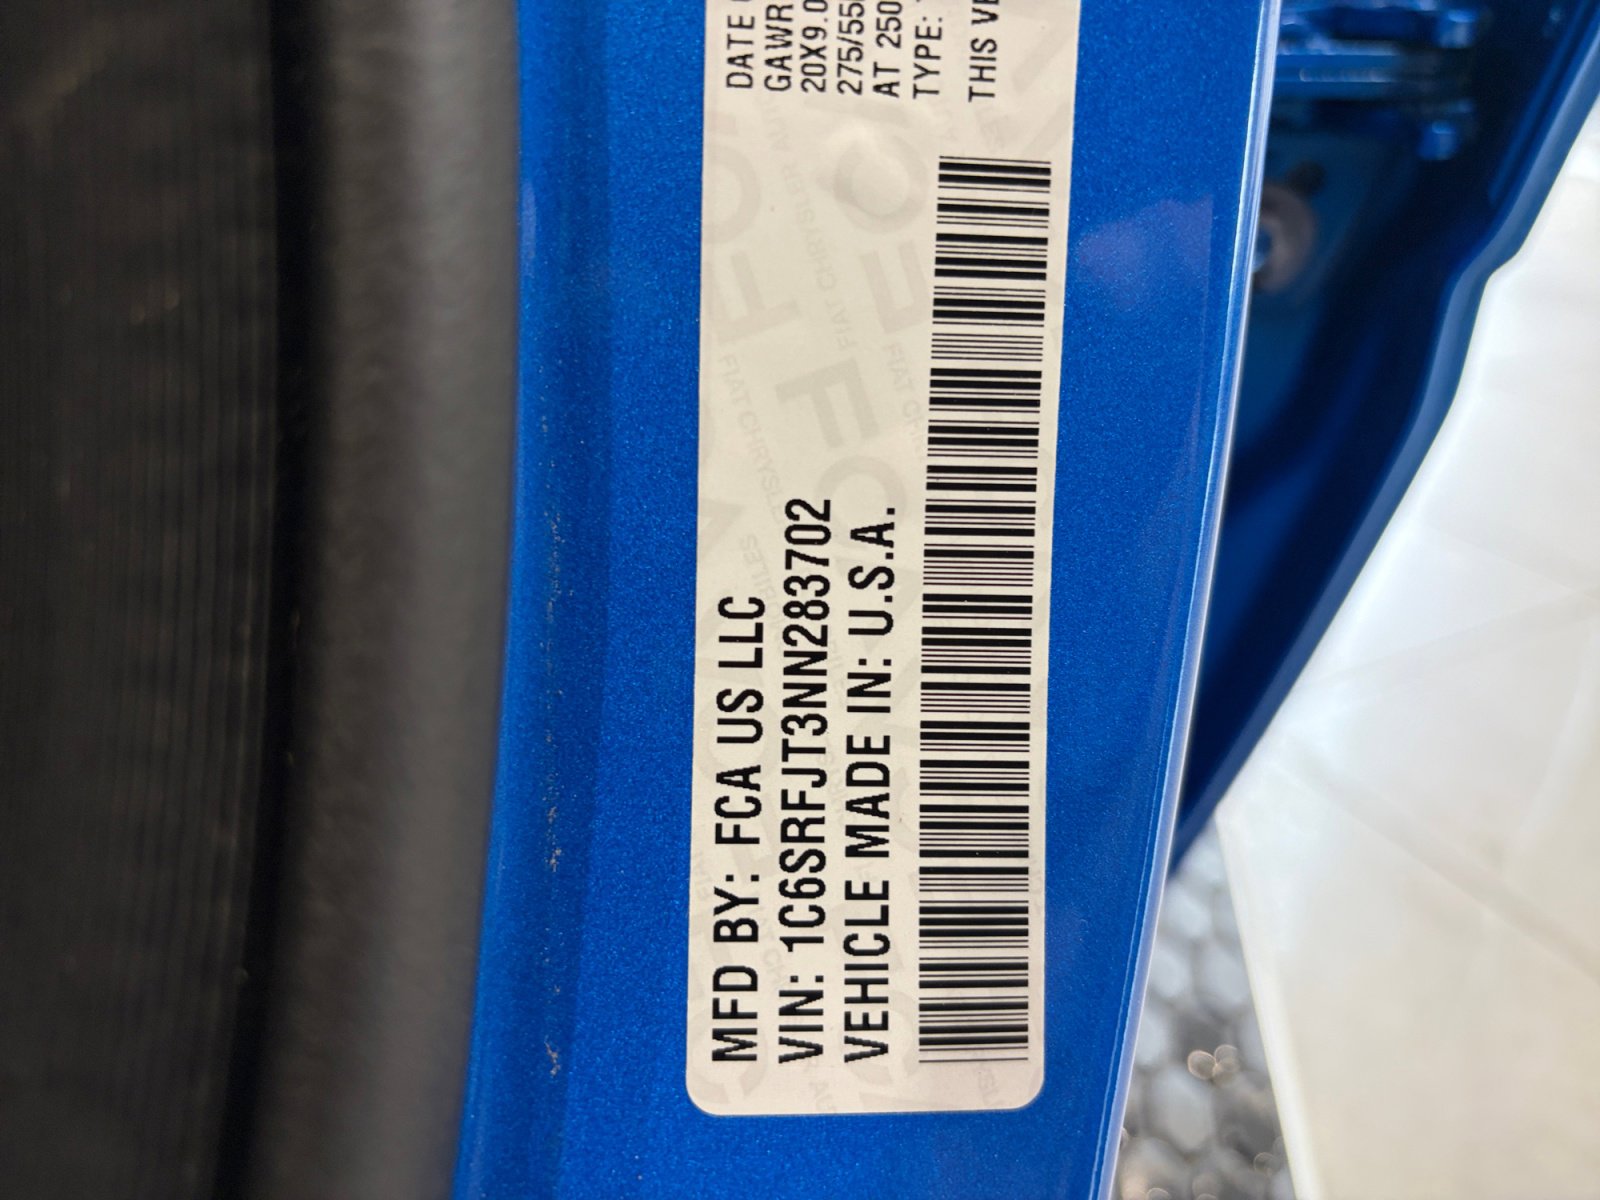 MFD BY: FCA US LLC
VIN: 1C6SRFJT3NN283702
VEHICLE MADE IN: U.S.A.
DATE
GAWR
20X9.0
275/55
AT 250
TYPE:
THIS VE